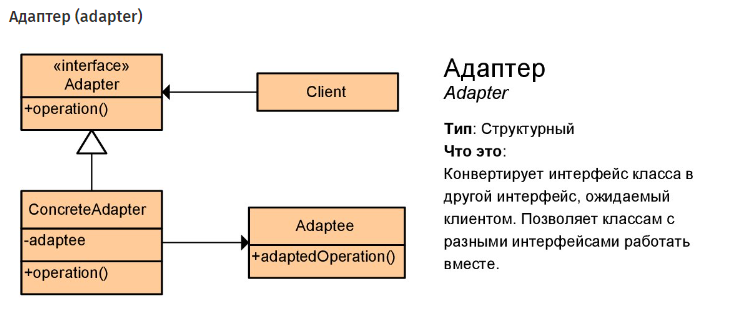 Адаптер (adapter)
«interface»
Adapter
+operation()
Client
ConcreteAdapter
-adaptee
+operation()
Adaptee
+adaptedOperation()
Адаптер
Adapter
Тип: Структурный
Что это:
Конвертирует интерфейс класса в
другой интерфейс, ожидаемый
клиентом. Позволяет классам с
разными интерфейсами работать
вместе.